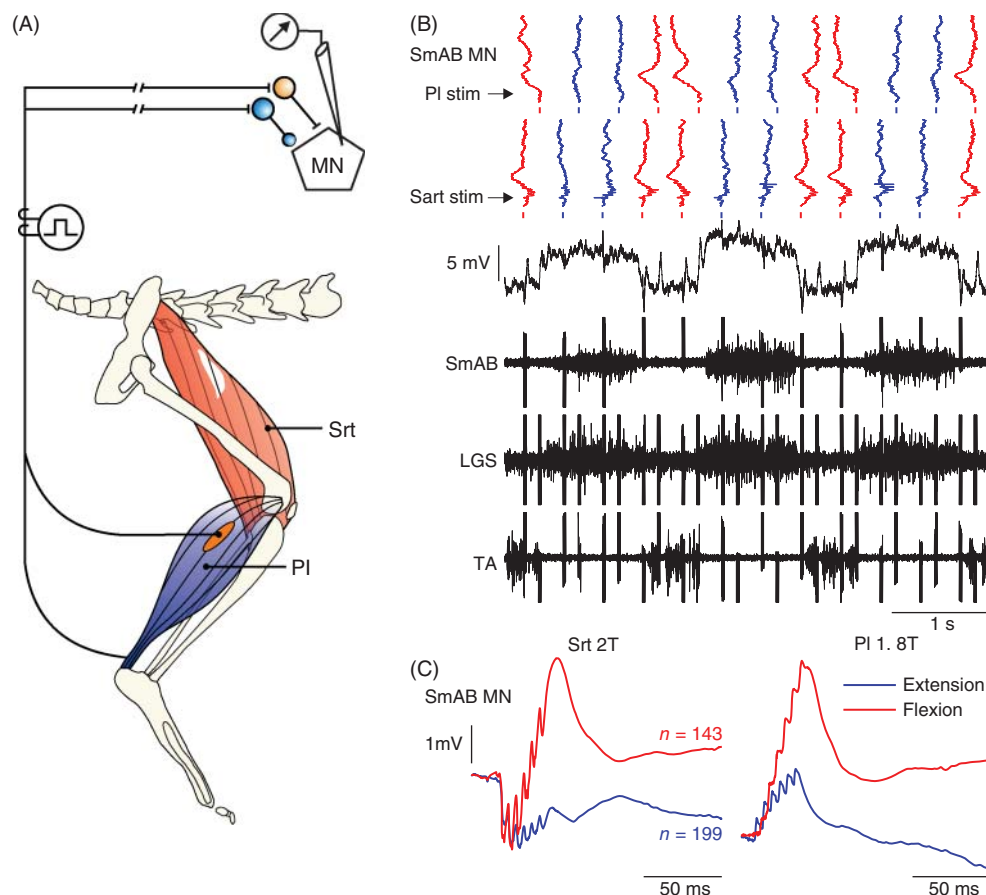 (A)
MN
Srt
Pl
(B)
SmAB MN
Pl stim
Sart stim
5 mV
SmAB
LGS
TA
1 s
(C)
Srt 2T
Pl 1. 8T
SmAB MN
Extension
Flexion
1mV
n = 143
n = 199
50 ms
50 ms